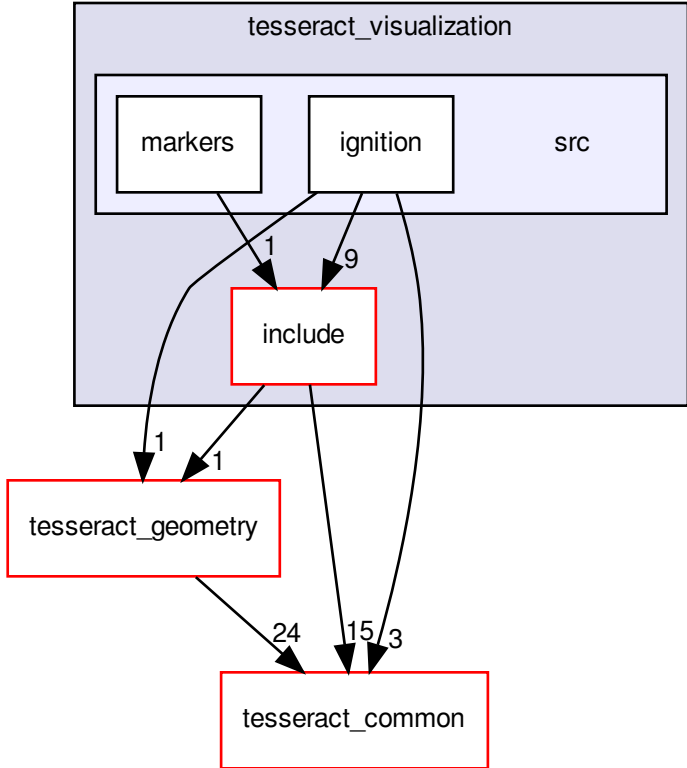 tesseract_visualization
markers
ignition
src
1
9
include
1
1
tesseract_geometry
24
15
3
tesseract_common